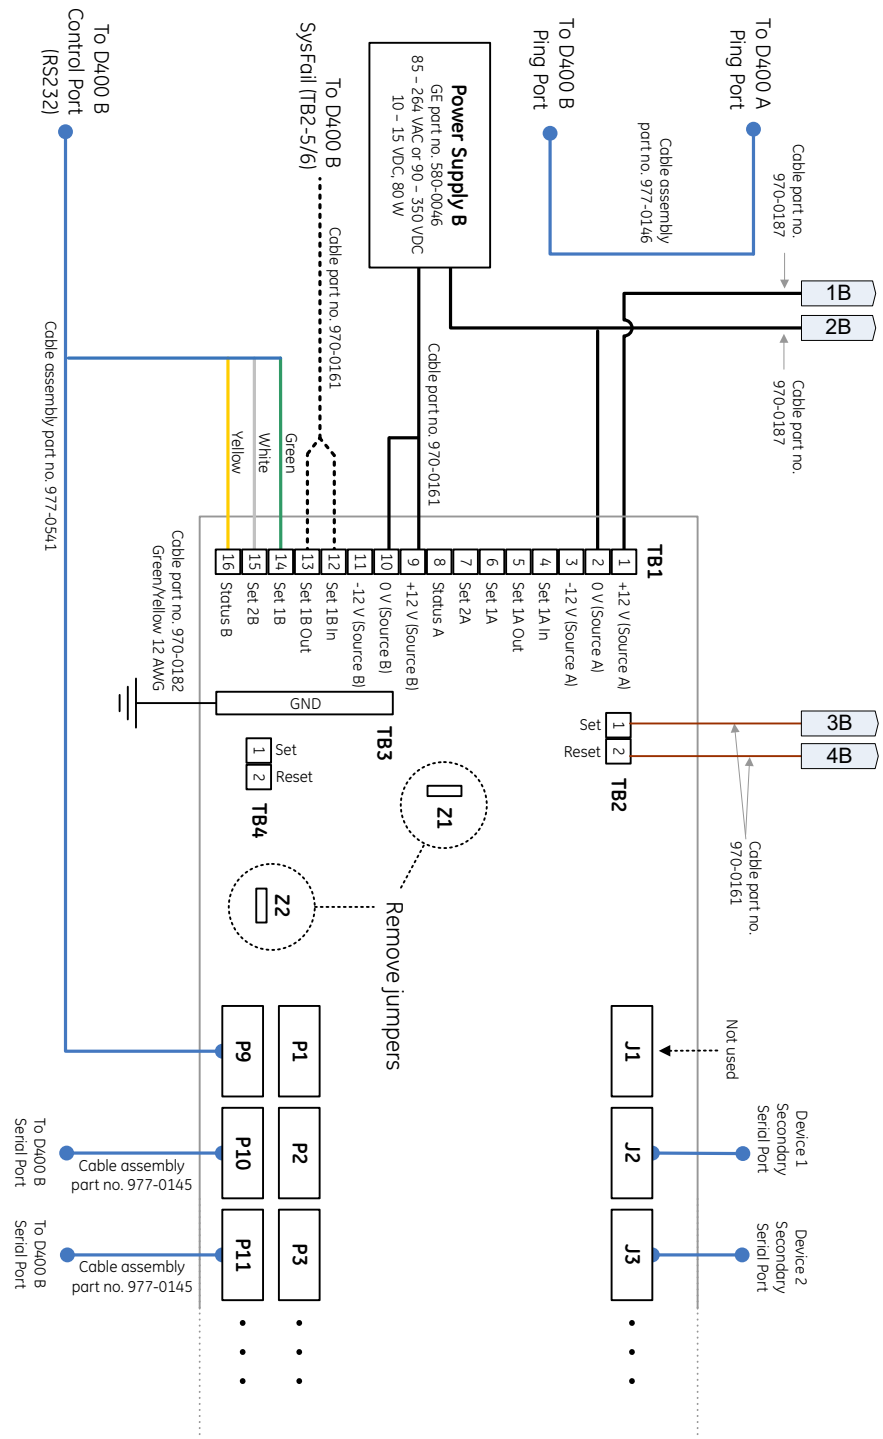 To D400 B
Control Port
(RS232)
To D400 B
SysFail (TB2-5/6)
Power Supply B
GE part no. 580-0046
85 – 264 VAC or 90 – 350 VDC
10 – 15 VDC, 80 W
To D400 B
Ping Port
To D400 A
Ping Port
Cable assembly
part no. 977-0146
Cable part no.
970-0187
1B
2B
Cable part no.
970-0187
Cable part no. 970-0161
Cable part no. 970-0161
Cable assembly part no. 977-0541
Green
White
Yellow
Cable part no. 970-0182
Green/Yellow 12 AWG
TB1
1 +12 V (Source A)
2 0 V (Source A)
3 -12 V (Source A)
4 Set 1A In
5 Set 1A Out
6 Set 1A
7 Set 2A
8 Status A
9 +12 V (Source B)
10 0 V (Source B)
11 -12 V (Source B)
12 Set 1B In
13 Set 1B Out
14 Set 1B
15 Set 2B
16 Status B
GND
TB3
1 Set
2 Reset
TB4
Set 1
Reset 2
TB2
3B
4B
Cable part no.
970-0161
Z1
Z2
Remove jumpers
Not used
J1
J2
J3
Device 1
Secondary
Serial Port
Device 2
Secondary
Serial Port
P1
P2
P3
P9
P10
P11
To D400 B
Serial Port
Cable assembly
part no. 977-0145
To D400 B
Serial Port
Cable assembly
part no. 977-0145